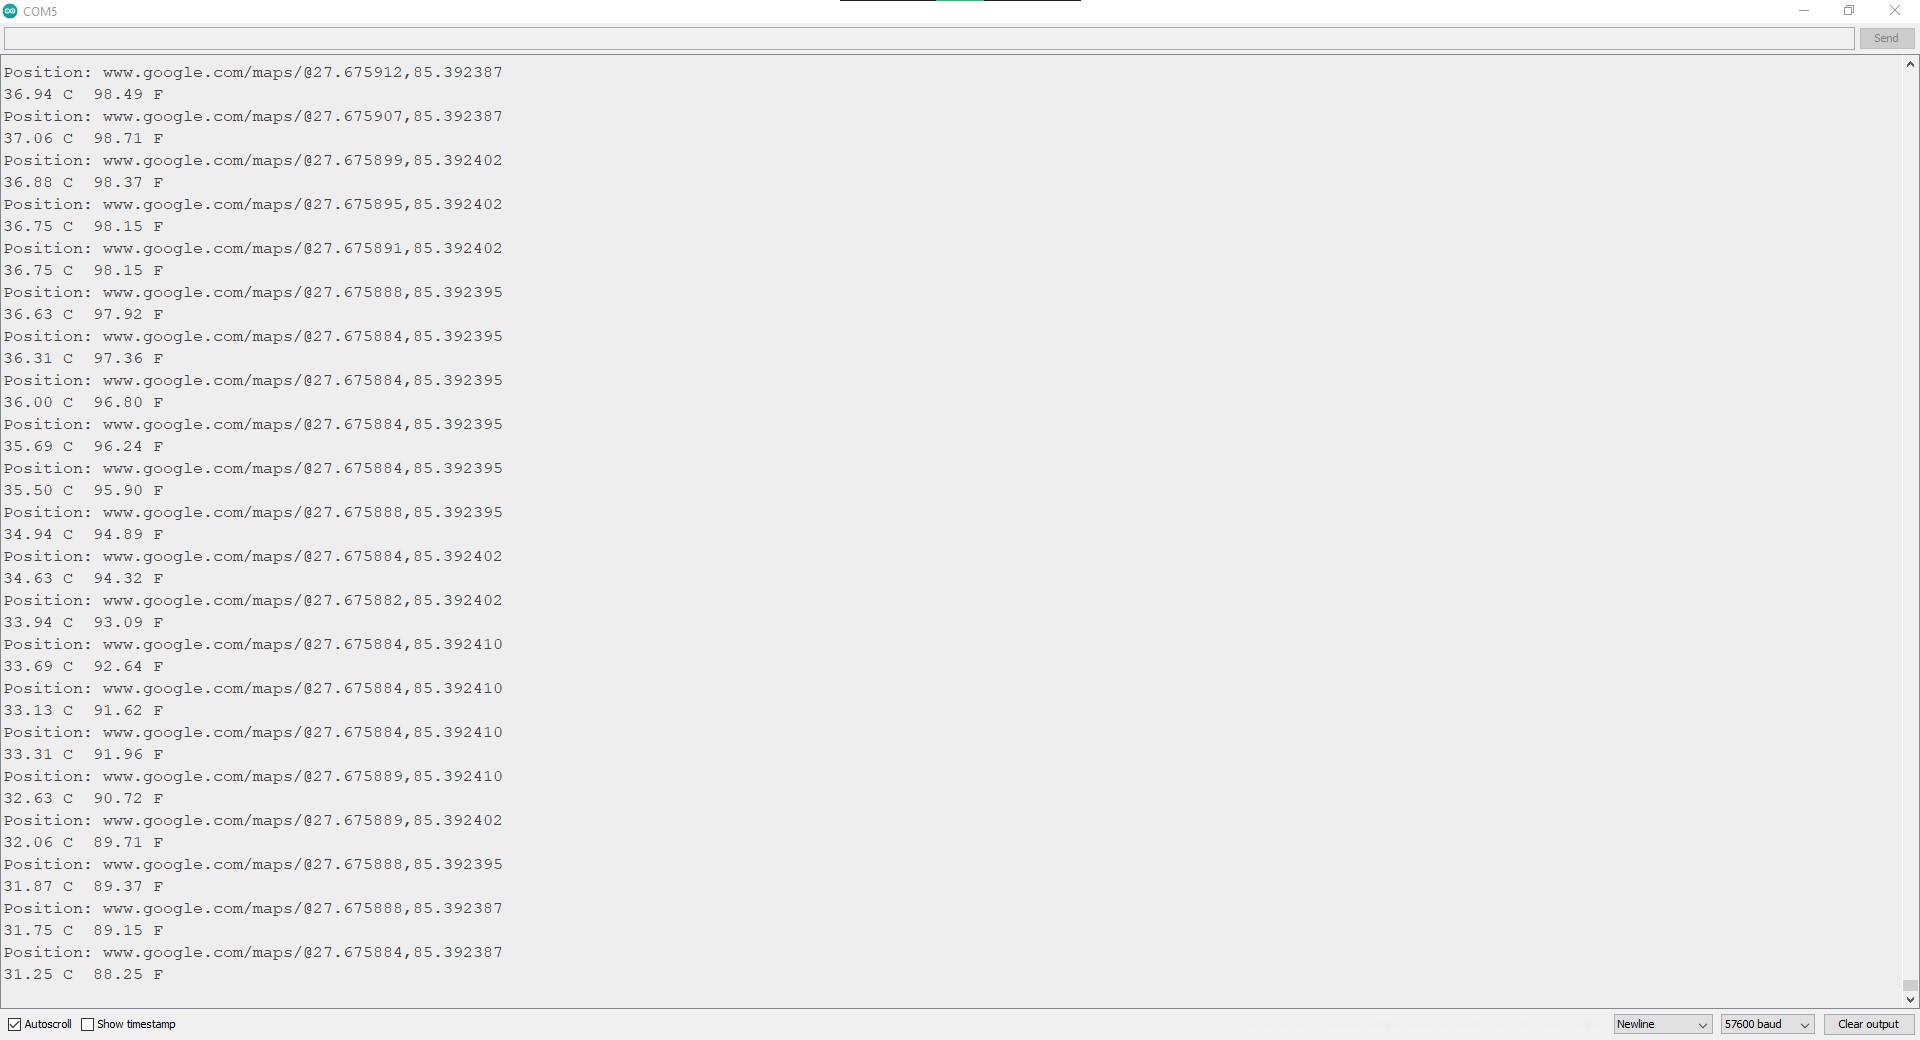 COM5
Send
Position: www.google.com/maps/@27.675912,85.392387
36.94 C  98.49 F
Position: www.google.com/maps/@27.675907,85.392387
37.06 C  98.71 F
Position: www.google.com/maps/@27.675899,85.392402
36.88 C  98.37 F
Position: www.google.com/maps/@27.675895,85.392402
36.75 C  98.15 F
Position: www.google.com/maps/@27.675891,85.392402
36.75 C  98.15 F
Position: www.google.com/maps/@27.675888,85.392395
36.63 C  97.92 F
Position: www.google.com/maps/@27.675884,85.392395
36.31 C  97.36 F
Position: www.google.com/maps/@27.675884,85.392395
36.00 C  96.80 F
Position: www.google.com/maps/@27.675884,85.392395
35.69 C  96.24 F
Position: www.google.com/maps/@27.675884,85.392395
35.50 C  95.90 F
Position: www.google.com/maps/@27.675888,85.392395
34.94 C  94.89 F
Position: www.google.com/maps/@27.675884,85.392402
34.63 C  94.32 F
Position: www.google.com/maps/@27.675882,85.392402
33.94 C  93.09 F
Position: www.google.com/maps/@27.675884,85.392410
33.69 C  92.64 F
Position: www.google.com/maps/@27.675884,85.392410
33.13 C  91.62 F
Position: www.google.com/maps/@27.675884,85.392410
33.31 C  91.96 F
Position: www.google.com/maps/@27.675889,85.392410
32.63 C  90.72 F
Position: www.google.com/maps/@27.675889,85.392402
32.06 C  89.71 F
Position: www.google.com/maps/@27.675888,85.392395
31.87 C  89.37 F
Position: www.google.com/maps/@27.675888,85.392387
31.75 C  89.15 F
Position: www.google.com/maps/@27.675884,85.392387
31.25 C  88.25 F
Autoscroll Show timestamp Newline 57600 baud Clear output